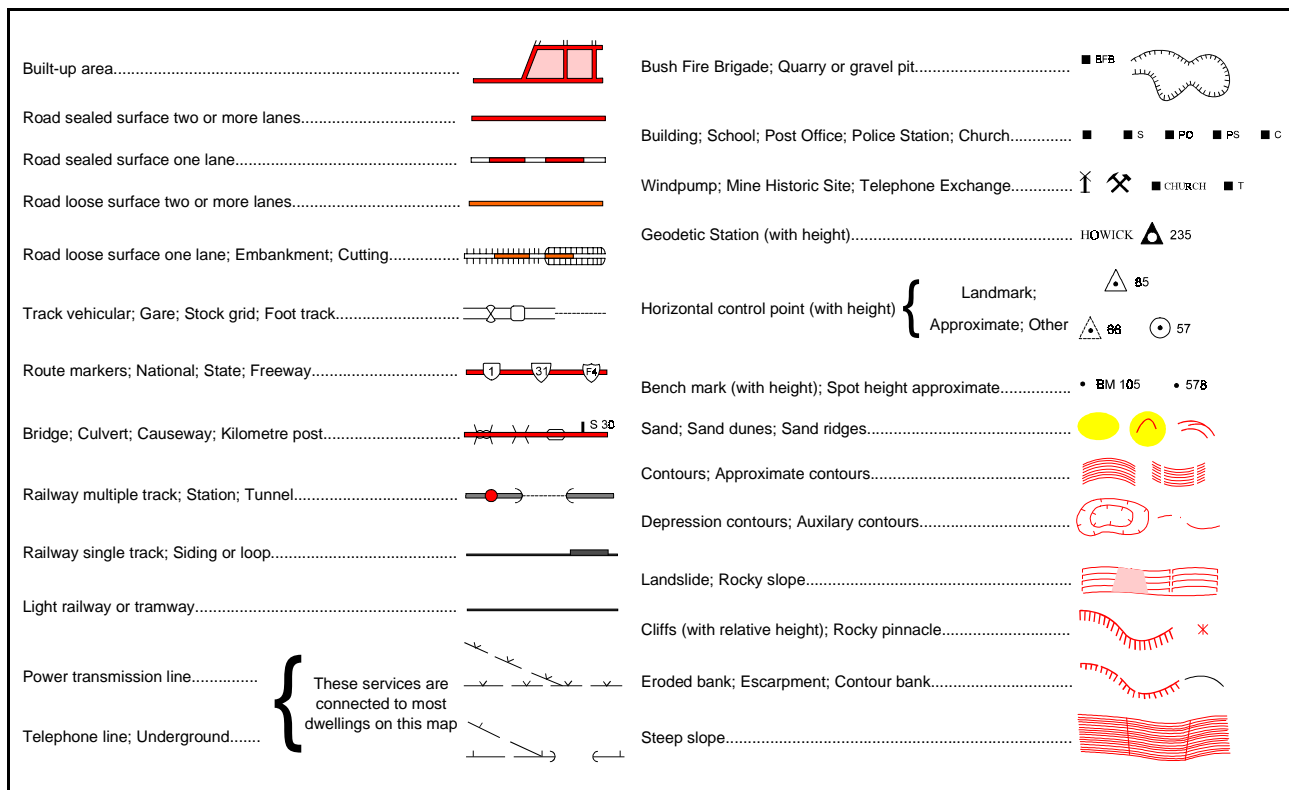 Built-up area
Road sealed surface two or more lanes
Road sealed surface one lane
Road loose surface two or more lanes
Road loose surface one lane; Embankment; Cutting
Track vehicular; Gare; Stock grid; Foot track
Route markers; National; State; Freeway
1 31 F4
Bridge; Culvert; Causeway; Kilometre post
S 30
Railway multiple track; Station; Tunnel
Railway single track; Siding or loop
Light railway or tramway
Power transmission line
Telephone line; Underground
These services are
connected to most
dwellings on this map
Bush Fire Brigade; Quarry or gravel pit
BFB
Building; School; Post Office; Police Station; Church
S PO PS C
Windpump; Mine Historic Site; Telephone Exchange
CHURCH T
Geodetic Station (with height)
HOWICK 235
Horizontal control point (with height)
Landmark;
85
Approximate; Other
57
Bench mark (with height); Spot height approximate
BM 105 578
Sand; Sand dunes; Sand ridges
Contours; Approximate contours
Depression contours; Auxilary contours
Landslide; Rocky slope
Cliffs (with relative height); Rocky pinnacle
Eroded bank; Escarpment; Contour bank
Steep slope